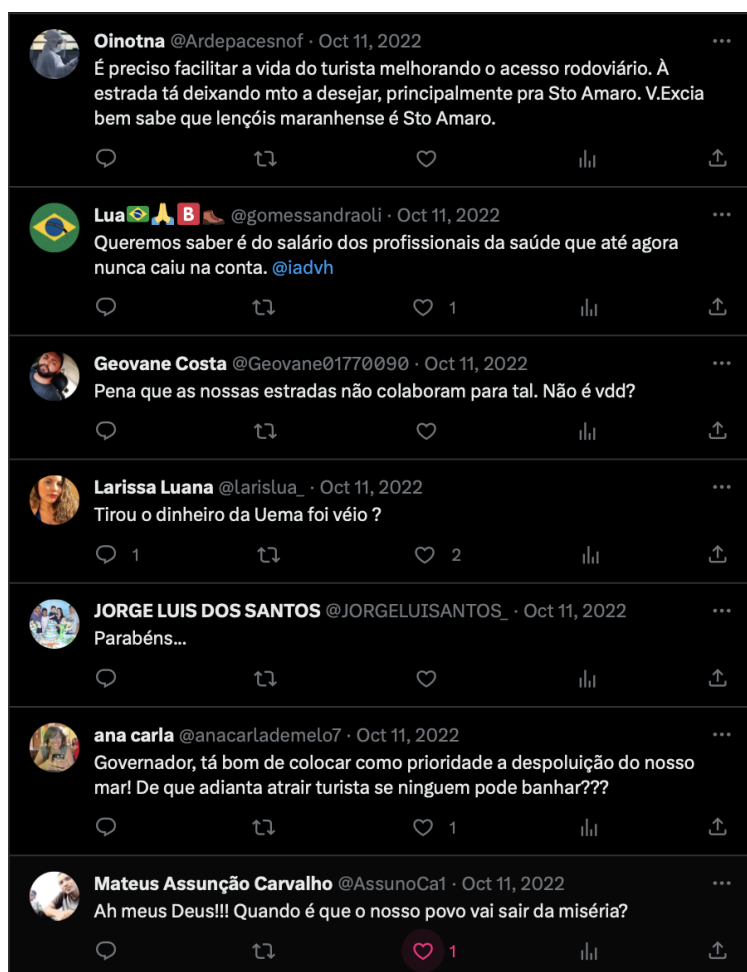 Oinotna @Ardepacesnof · Oct 11, 2022
É preciso facilitar a vida do turista melhorando o acesso rodoviário. À
estrada tá deixando mto a desejar, principalmente pra Sto Amaro. V.Excia
bem sabe que lençóis maranhense é Sto Amaro.
Lua🇧🇷🙏🅱️👞 @gomessandraoli · Oct 11, 2022
Queremos saber é do salário dos profissionais da saúde que até agora
nunca caiu na conta. @iadvh
1
Geovane Costa @Geovane01770090 · Oct 11, 2022
Pena que as nossas estradas não colaboram para tal. Não é vdd?
Larissa Luana @larislua_ · Oct 11, 2022
Tirou o dinheiro da Uema foi véio ?
1 2
JORGE LUIS DOS SANTOS @JORGELUISANTOS_ · Oct 11, 2022
Parabéns...
ana carla @anacarlademelo7 · Oct 11, 2022
Governador, tá bom de colocar como prioridade a despoluição do nosso
mar! De que adianta atrair turista se ninguem pode banhar???
1
Mateus Assunção Carvalho @AssunoCa1 · Oct 11, 2022
Ah meus Deus!!! Quando é que o nosso povo vai sair da miséria?
1